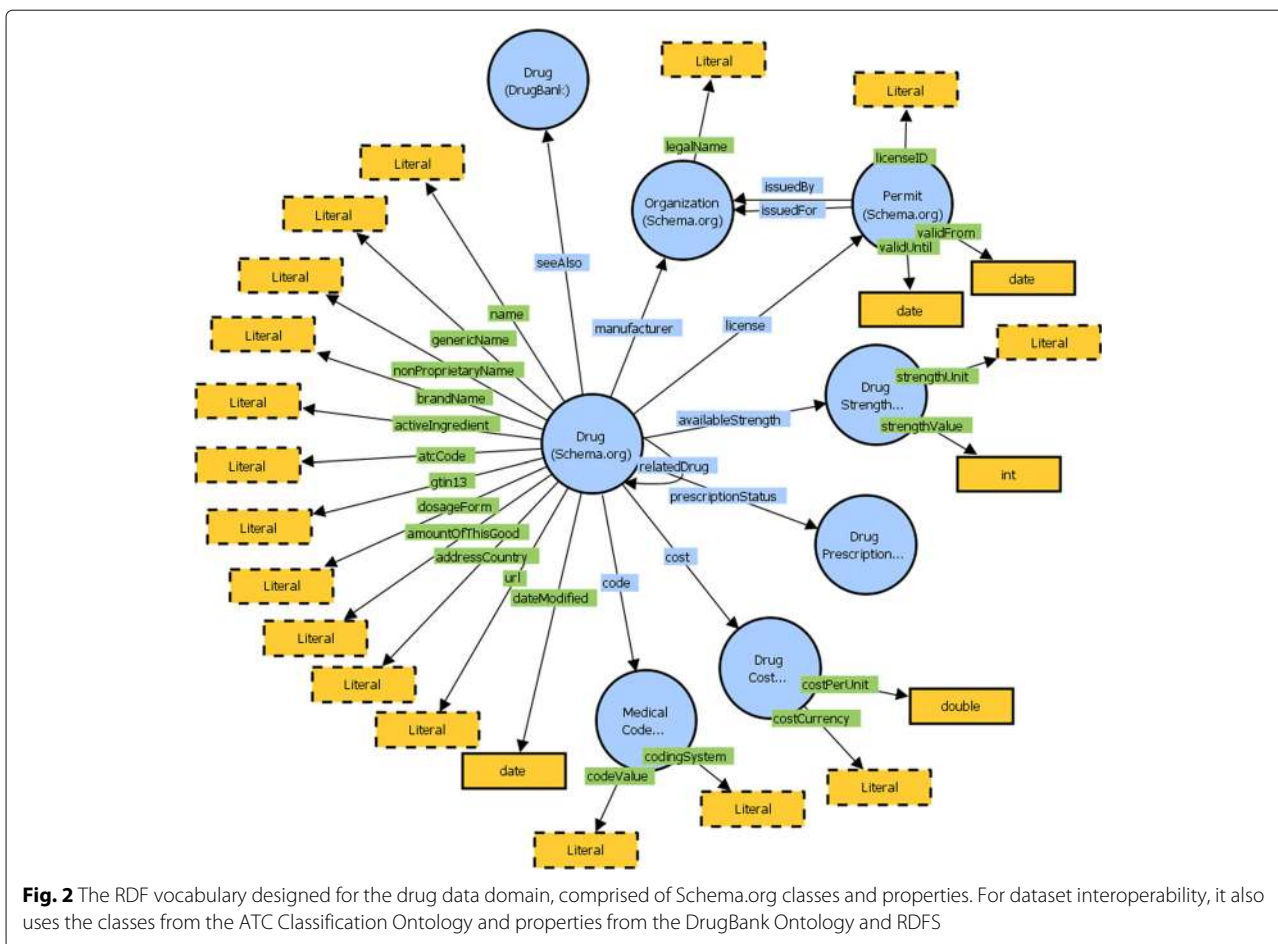 Drug
(DrugBank)
Literal
legalName
Literal
licenseID
Organization
(Schema.org)
issuedBy
issuedFor
Permit
(Schema.org)
validFrom
validUntil
date
date
Literal
Literal
Literal
Literal
Literal
Literal
Literal
Literal
Literal
Literal
Literal
name
genericName
nonProprietaryName
brandName
activeIngredient
atcCode
gtin13
dosageForm
amountOfThisGood
addressCountry
url
dateModified
date
seeAlso
manufacturer
license
Drug
(Schema.org)
availableStrength
relatedDrug
prescriptionStatus
cost
code
Drug
Strength...
strengthUnit
Literal
strengthValue
int
Drug
Prescription...
Drug
Cost...
costPerUnit
double
costCurrency
Literal
Medical
Code...
codingSystem
Literal
codeValue
Literal
Fig. 2 The RDF vocabulary designed for the drug data domain, comprised of Schema.org classes and properties. For dataset interoperability, it also
uses the classes from the ATC Classification Ontology and properties from the DrugBank Ontology and RDFS